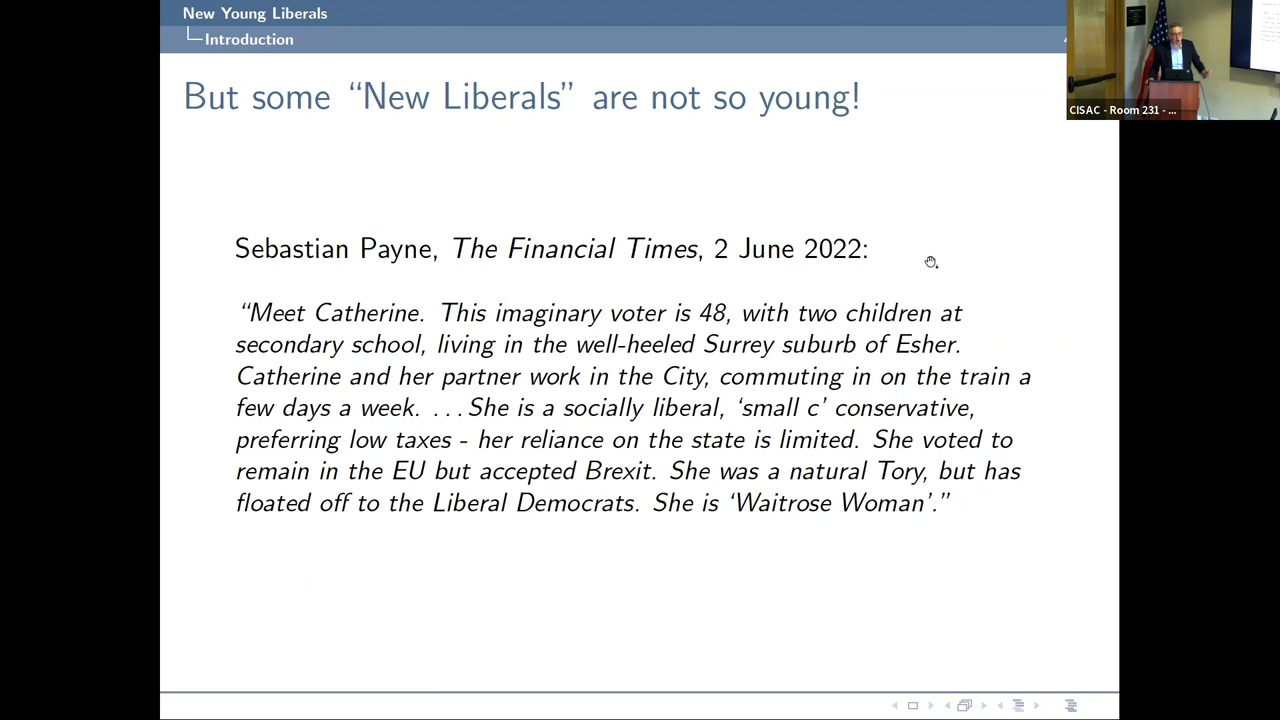 New Young Liberals
Introduction
But some “New Liberals” are not so young!
CISAC - Room 231 - ...
Sebastian Payne, The Financial Times, 2 June 2022:
“Meet Catherine. This imaginary voter is 48, with two children at
secondary school, living in the well-heeled Surrey suburb of Esher.
Catherine and her partner work in the City, commuting in on the train a
few days a week. ...She is a socially liberal, ‘small c’ conservative,
preferring low taxes - her reliance on the state is limited. She voted to
remain in the EU but accepted Brexit. She was a natural Tory, but has
floated off to the Liberal Democrats. She is ‘Waitrose Woman’.”